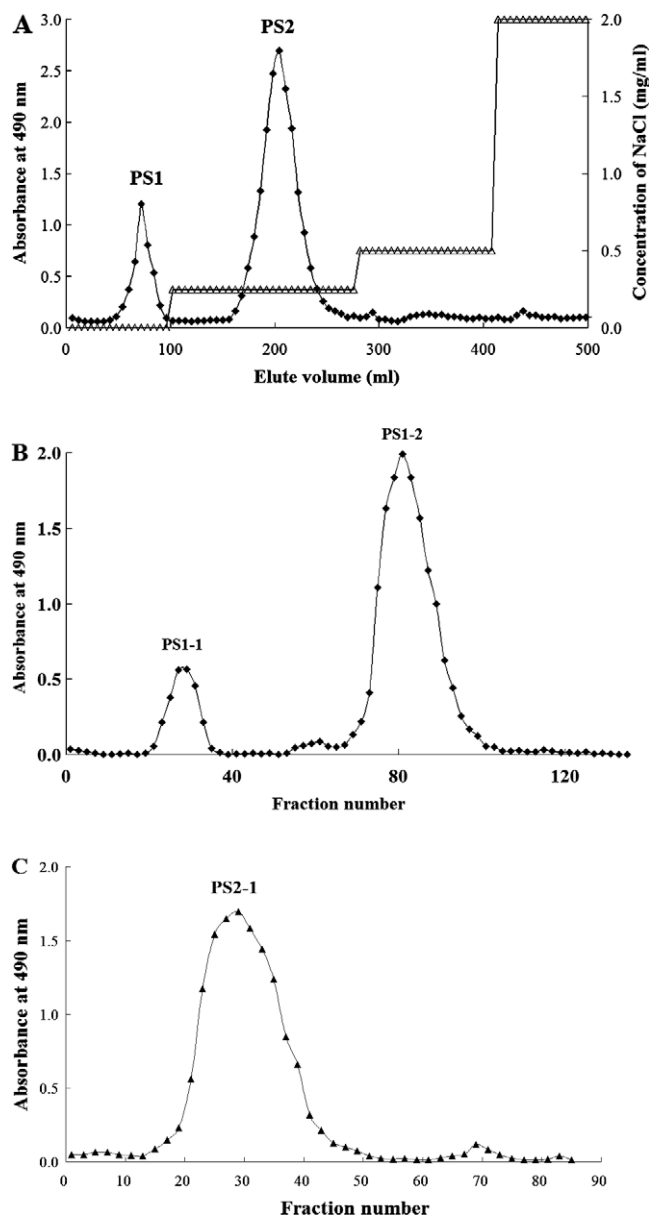 A
PS1
PS2
3.0
2.5
2.0
1.5
1.0
0.5
0.0
Absorbance at 490 nm
2.0
1.5
1.0
0.5
0.0
Concentration of NaCl (mg/ml)
0 100 200 300 400 500
Elute volume (ml)
B
PS1-1
PS1-2
2.0
1.5
1.0
0.5
0.0
Absorbance at 490 nm
0 40 80 120
Fraction number
C
PS2-1
2.0
1.5
1.0
0.5
0.0
Absorbance at 490 nm
0 10 20 30 40 50 60 70 80 90
Fraction number